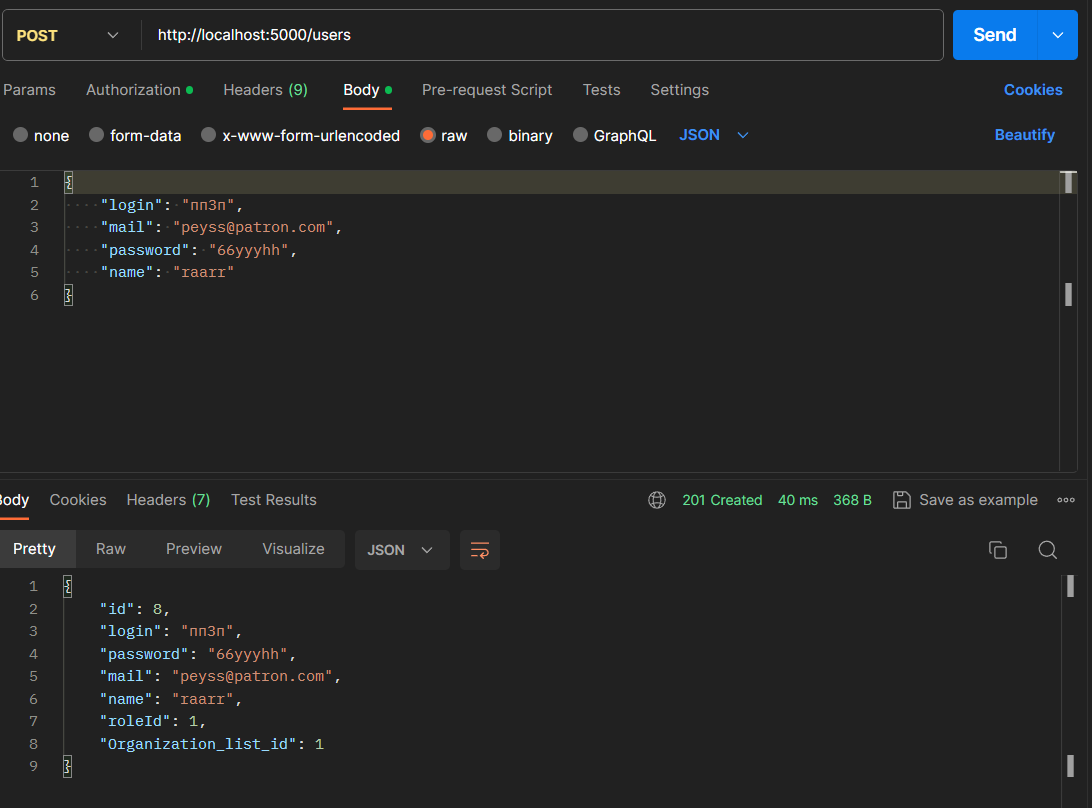 POST http://localhost:5000/users Send
Params Authorization Headers (9) Body Pre-request Script Tests Settings Cookies
none form-data x-www-form-urlencoded raw binary GraphQL JSON Beautify
1 {
2 "login": "пп3п",
3 "mail": "peyss@patron.com",
4 "password": "66yyyhh",
5 "name": "raarr"
6 }
Body Cookies Headers (7) Test Results 201 Created 40 ms 368 B Save as example
Pretty Raw Preview Visualize JSON
1 {
2 "id": 8,
3 "login": "пп3п",
4 "password": "66yyyhh",
5 "mail": "peyss@patron.com",
6 "name": "raarr",
7 "roleId": 1,
8 "Organization_list_id": 1
9 }